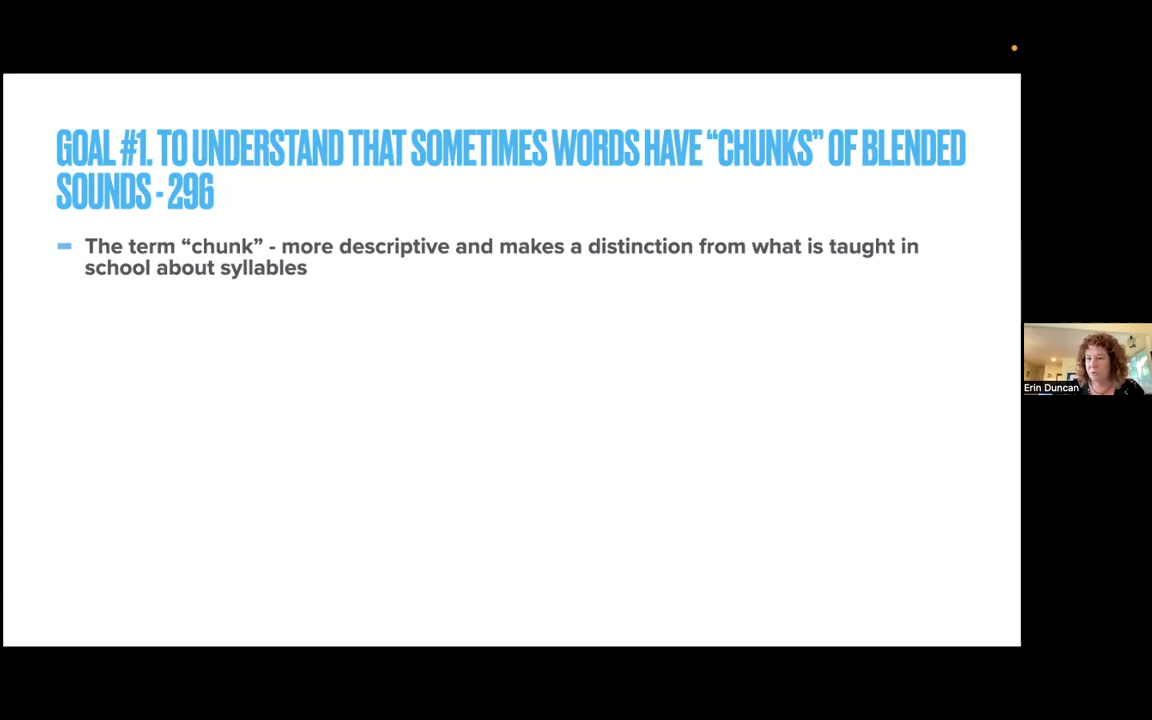 GOAL #1. TO UNDERSTAND THAT SOMETIMES WORDS HAVE “CHUNKS” OF BLENDED
SOUNDS - 296
The term “chunk” - more descriptive and makes a distinction from what is taught in
school about syllables
Erin Duncan